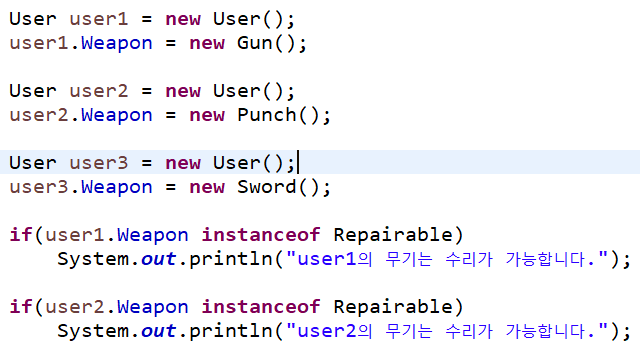 User user1 = new User();
user1.Weapon = new Gun();
User user2 = new User();
user2.Weapon = new Punch();
User user3 = new User();
user3.Weapon = new Sword();
if(user1.Weapon instanceof Repairable)
System.out.println("user1의 무기는 수리가 가능합니다.");
if(user2.Weapon instanceof Repairable)
System.out.println("user2의 무기는 수리가 가능합니다.");